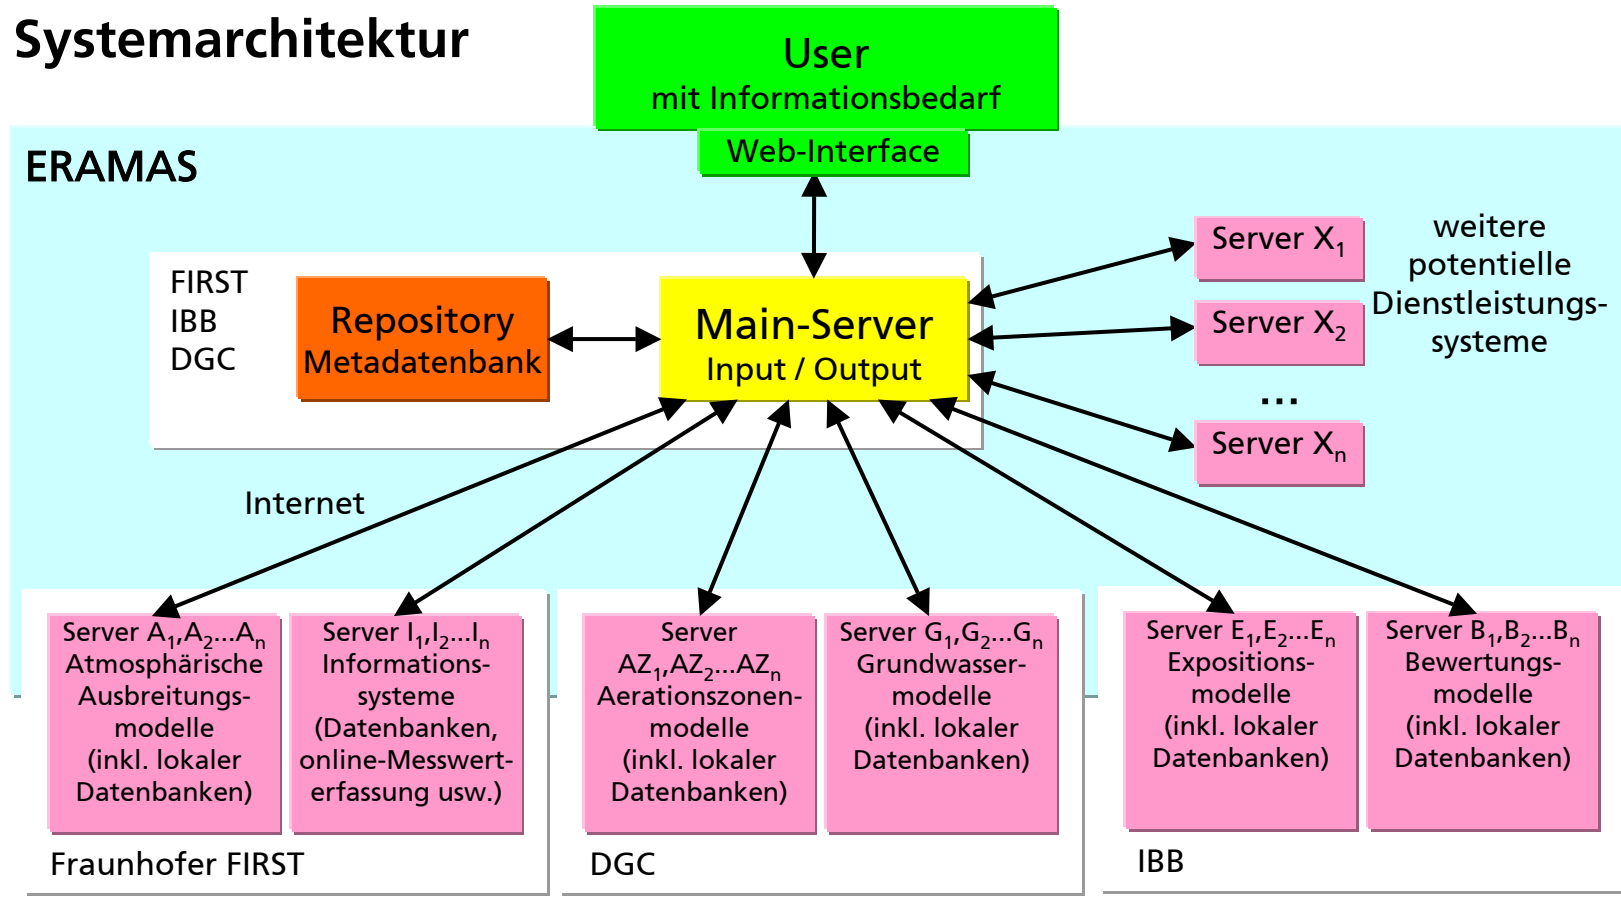 Systemarchitektur
User
mit Informationsbedarf
Web-Interface
ERAMAS
FIRST
IBB
DGC
Repository
Metadatenbank
Main-Server
Input / Output
Server X₁
Server X₂
...
Server Xₙ
weitere
potentielle
Dienstleistungs-
systeme
Internet
Server A₁,A₂...Aₙ
Atmosphärische
Ausbreitungs-
modelle
(inkl. lokaler
Datenbanken)
Server I₁,I₂...Iₙ
Informations-
systeme
(Datenbanken,
online-Messwert-
erfassung usw.)
Fraunhofer FIRST
Server
AZ₁,AZ₂...AZₙ
Aerationszonen-
modelle
(inkl. lokaler
Datenbanken)
Server G₁,G₂...Gₙ
Grundwasser-
modelle
(inkl. lokaler
Datenbanken)
DGC
Server E₁,E₂...Eₙ
Expositions-
modelle
(inkl. lokaler
Datenbanken)
Server B₁,B₂...Bₙ
Bewertungs-
modelle
(inkl. lokaler
Datenbanken)
IBB